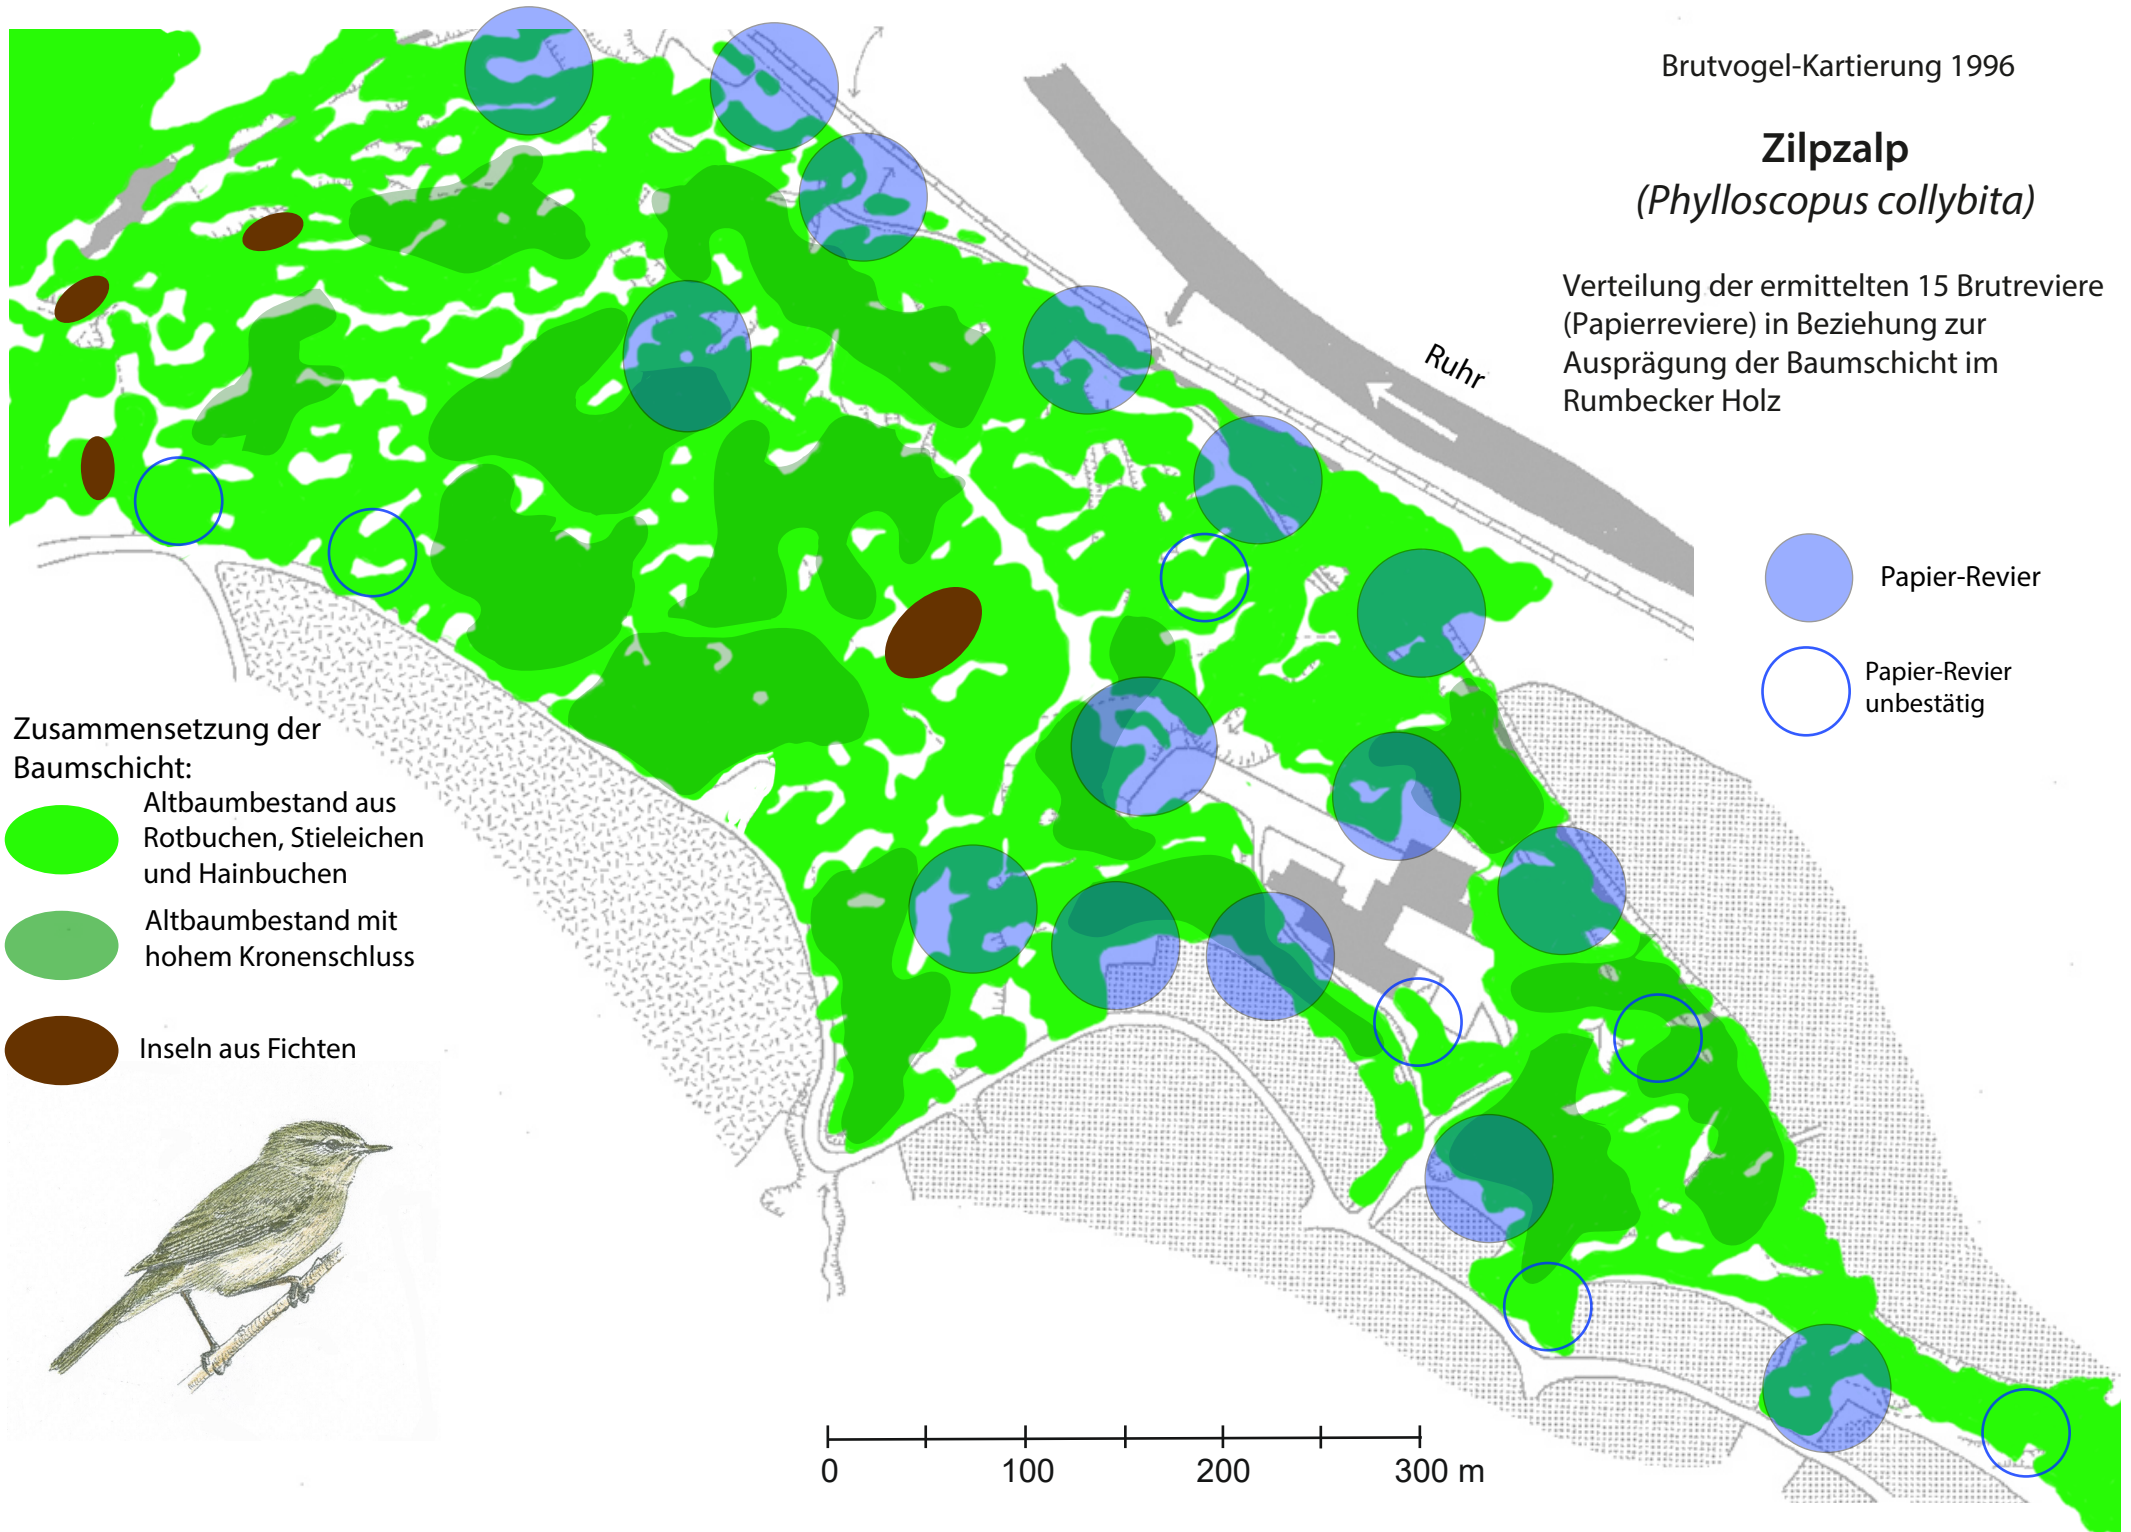 Brutvogel-Kartierung 1996
Zilpzalp
(Phylloscopus collybita)
Verteilung der ermittelten 15 Brutreviere
(Papierreviere) in Beziehung zur
Ausprägung der Baumschicht im
Rumbecker Holz
Ruhr
Papier-Revier
Papier-Revier
unbestätig
Zusammensetzung der
Baumschicht:
Altbaumbestand aus
Rotbuchen, Stieleichen
und Hainbuchen
Altbaumbestand mit
hohem Kronenschluss
Inseln aus Fichten
0 100 200 300 m